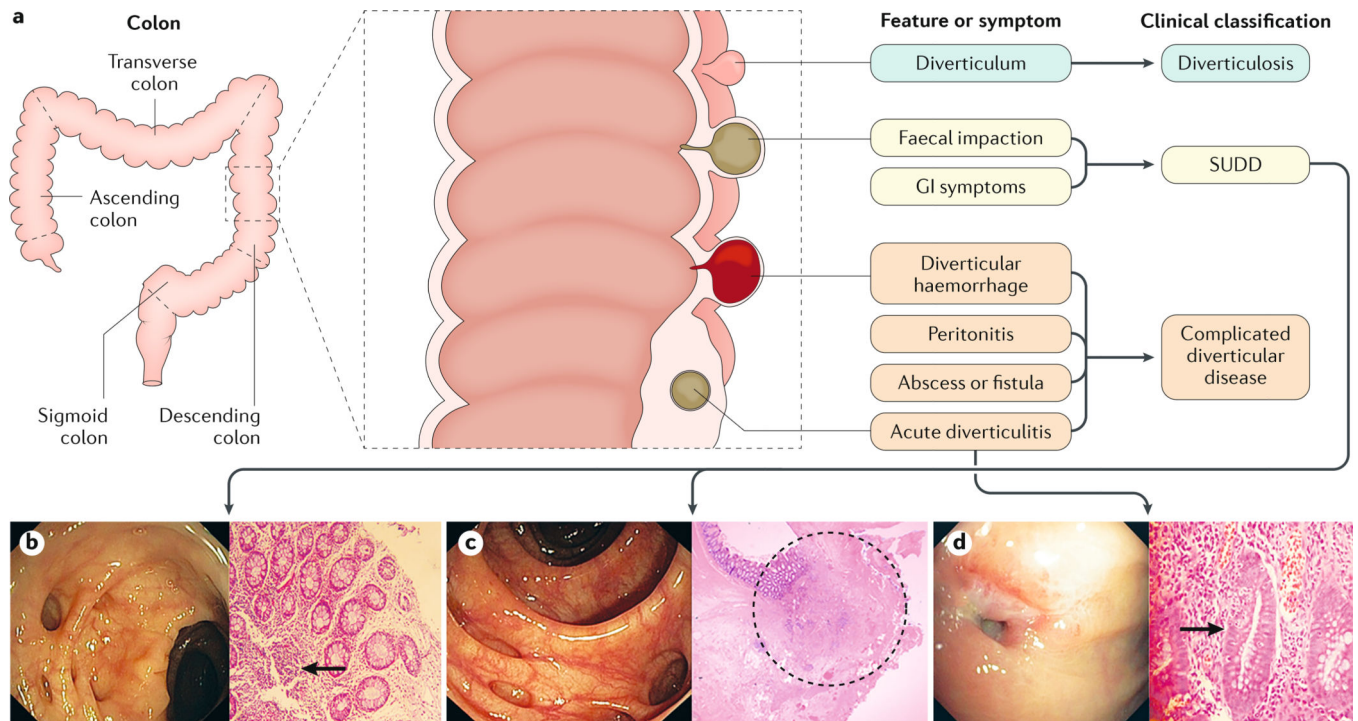 a
Colon
Transverse
colon
Ascending
colon
Sigmoid
colon
Descending
colon
Feature or symptom
Clinical classification
Diverticulum
Diverticulosis
Faecal impaction
GI symptoms
SUDD
Diverticular
haemorrhage
Peritonitis
Abscess or fistula
Acute diverticulitis
Complicated
diverticular
disease
b
c
d